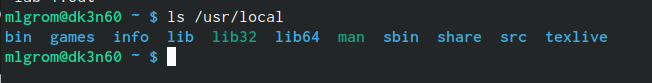 mlgrom@dk3n60 ~ $ ls /usr/local
bin games info lib lib32 lib64 man sbin share src texlive
mlgrom@dk3n60 ~ $